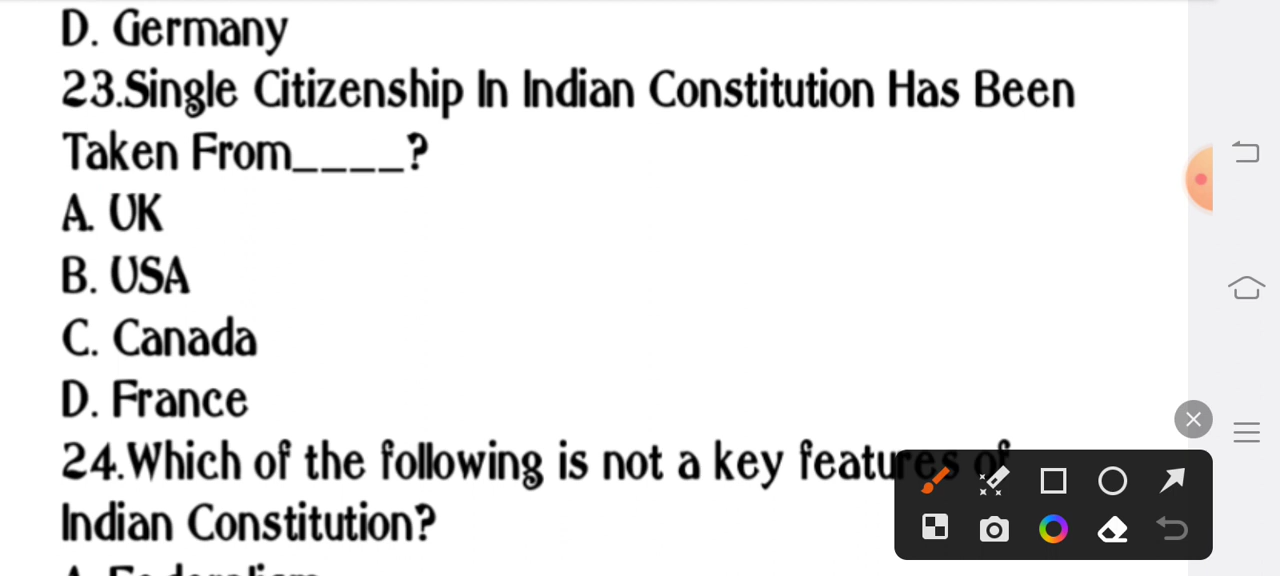 D. Germany
23.Single Citizenship In Indian Constitution Has Been
Taken From____?
A. UK
B. USA
C. Canada
D. France
24.Which of the following is not a key features of
Indian Constitution?
A. Federalism